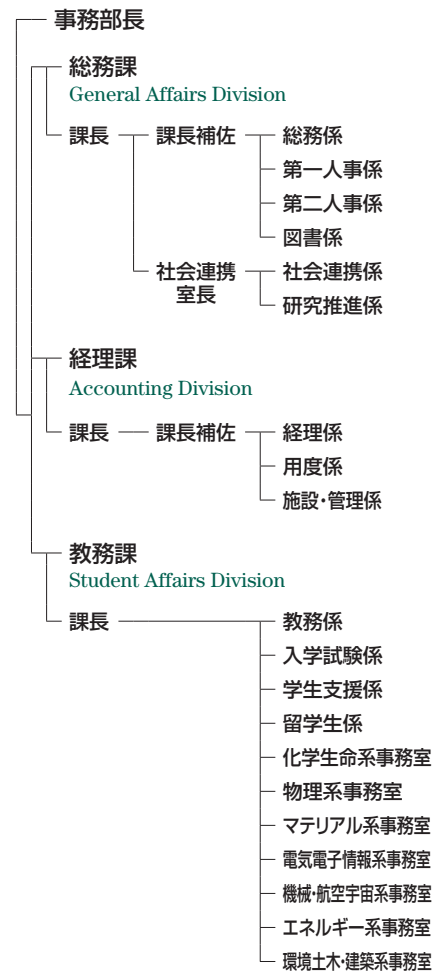 事務部長
総務課
General Affairs Division
課長 課長補佐 総務係
第一人事係
第二人事係
図書係
社会連携 社会連携係
室長
研究推進係
経理課
Accounting Division
課長 課長補佐 経理係
用度係
施設・管理係
教務課
Student Affairs Division
課長 教務係
入学試験係
学生支援係
留学生係
化学生命系事務室
物理系事務室
マテリアル系事務室
電気電子情報系事務室
機械・航空宇宙系事務室
エネルギー系事務室
環境土木・建築系事務室